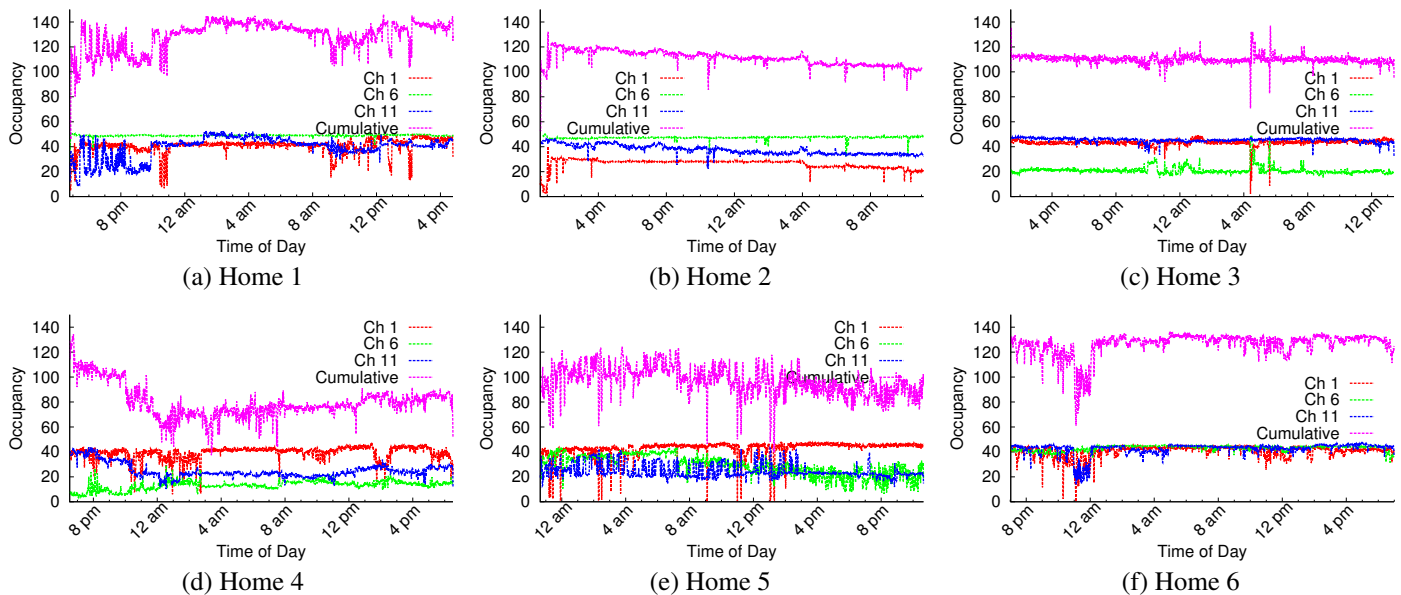 140
120
100
80
60
40
20
0
Occupancy
Ch 1
Ch 6
Ch 11
Cumulative
8 pm
12 am
4 am
8 am
12 pm
4 pm
Time of Day
(a) Home 1
140
120
100
80
60
40
20
0
Occupancy
Ch 1
Ch 6
Ch 11
Cumulative
4 pm
8 pm
12 am
4 am
8 am
Time of Day
(b) Home 2
140
120
100
80
60
40
20
0
Occupancy
Ch 1
Ch 6
Ch 11
Cumulative
4 pm
8 pm
12 am
4 am
8 am
12 pm
Time of Day
(c) Home 3
140
120
100
80
60
40
20
0
Occupancy
Ch 1
Ch 6
Ch 11
Cumulative
8 pm
12 am
4 am
8 am
12 pm
4 pm
Time of Day
(d) Home 4
140
120
100
80
60
40
20
0
Occupancy
Ch 1
Ch 6
Ch 11
Cumulative
12 am
4 am
8 am
12 pm
4 pm
8 pm
Time of Day
(e) Home 5
140
120
100
80
60
40
20
0
Occupancy
Ch 1
Ch 6
Ch 11
Cumulative
8 pm
12 am
4 am
8 am
12 pm
4 pm
Time of Day
(f) Home 6